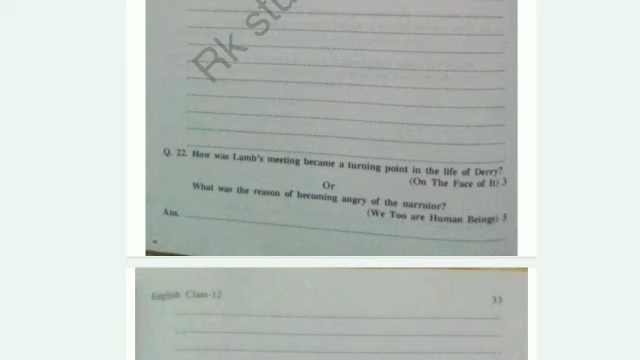 Rk stu
Q. 22. How was Lamb's meeting became a turning point in the life of Derry?
(On The Face of It) 3
Or
What was the reason of becoming angry of the narrator?
(We Too are Human Beings) 3
Ans.
English Class-12
33